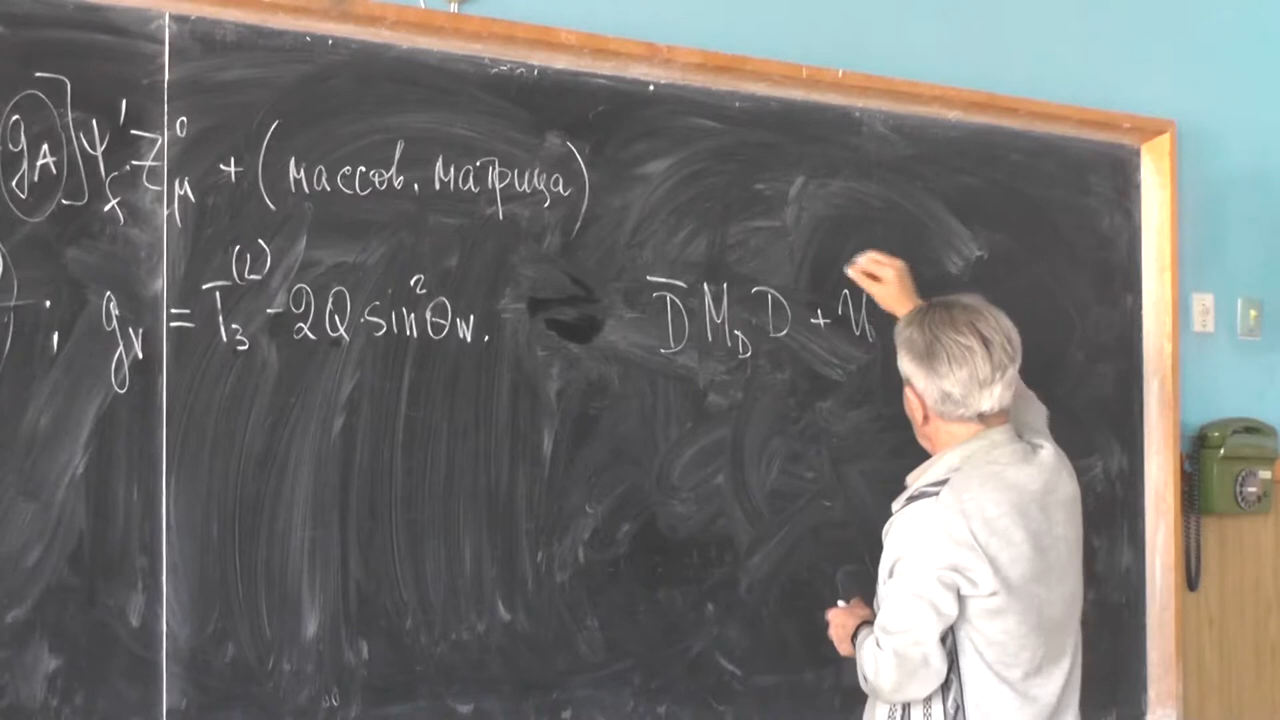 g_A ] ψ'_f Z^0_μ + (массов. матрица)
; g_V = T_3^{(L)} - 2Q · sin^2 θ_W.
D̄ M_D D + U